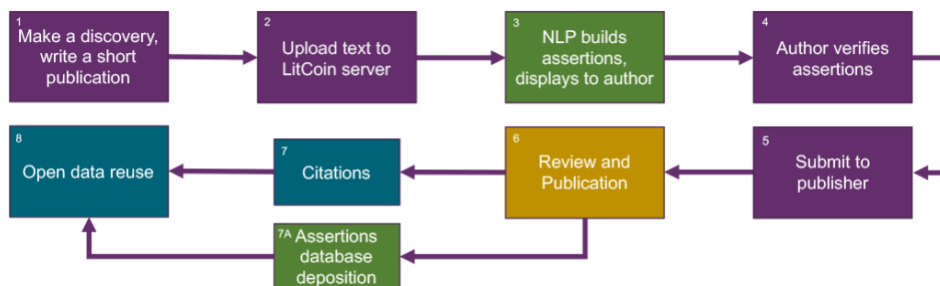 1
Make a discovery,
write a short
publication
2
Upload text to
LitCoin server
3
NLP builds
assertions,
displays to author
4
Author verifies
assertions
5
Submit to
publisher
6
Review and
Publication
7
Citations
7A Assertions
database
deposition
8
Open data reuse